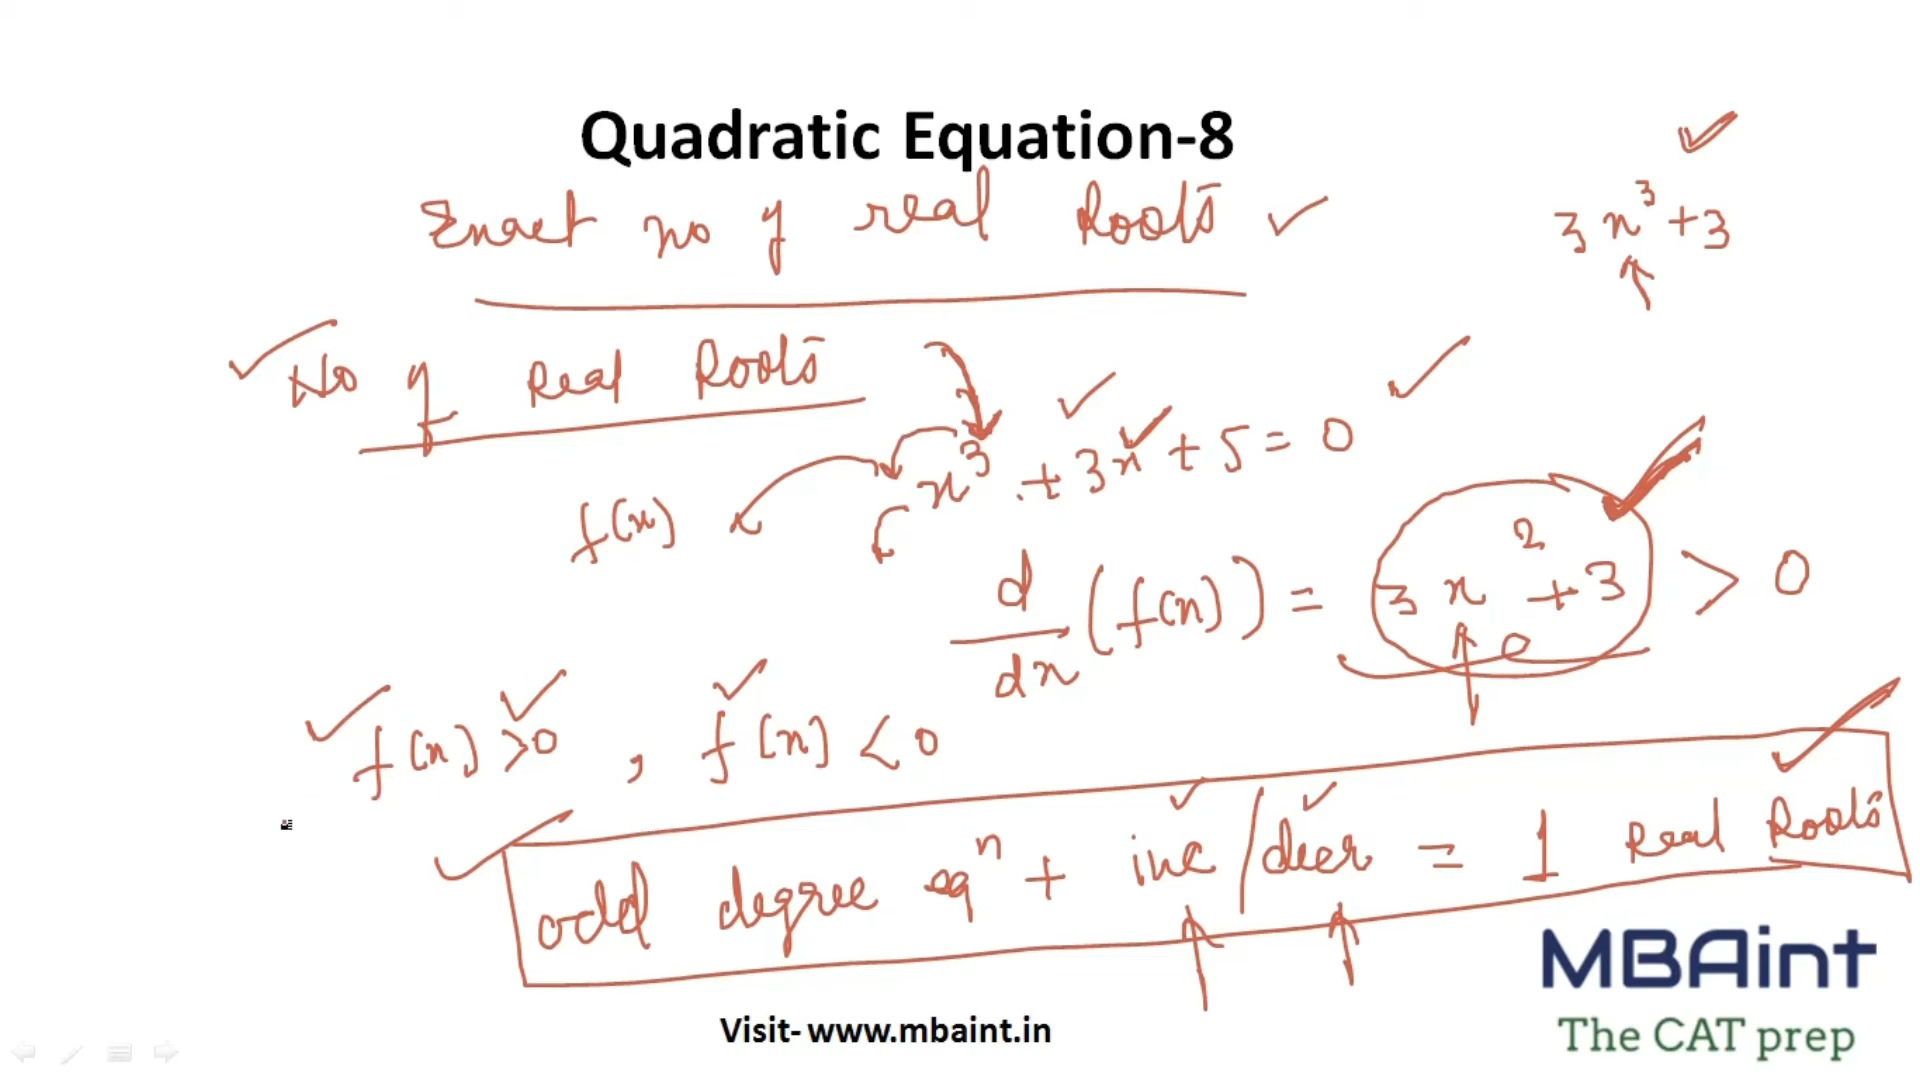 Quadratic Equation-8
Exact no of real Roots
3x³+3
No of Real Roots
x³ + 3x + 5 = 0
f(x)
d/dx (f(x)) = 3x² + 3 > 0
f(x) >0 , f(x) < 0
odd degree eqⁿ + inc/decr = 1 Real Roots
MBAint
The CAT prep
Visit- www.mbaint.in